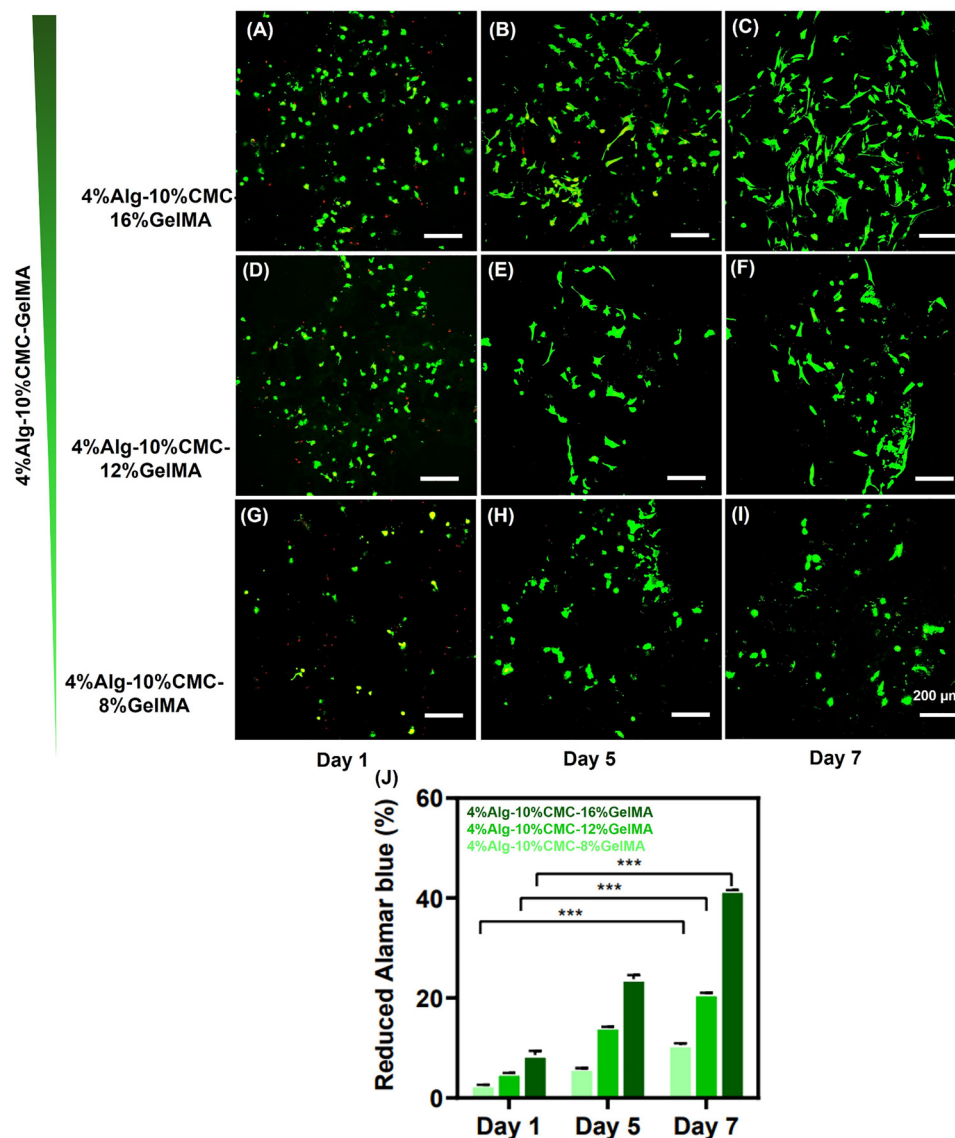 (A)
(B)
(C)
4%Alg-10%CMC-
16%GelMA
(D)
(E)
(F)
4%Alg-10%CMC-GelMA
4%Alg-10%CMC-
12%GelMA
(G)
(H)
(I)
4%Alg-10%CMC-
8%GelMA
200 µm
Day 1
Day 5
Day 7
(J)
Reduced Alamar blue (%)
60
40
20
0
4%Alg-10%CMC-16%GelMA
4%Alg-10%CMC-12%GelMA
4%Alg-10%CMC-8%GelMA
***
***
***
Day 1
Day 5
Day 7